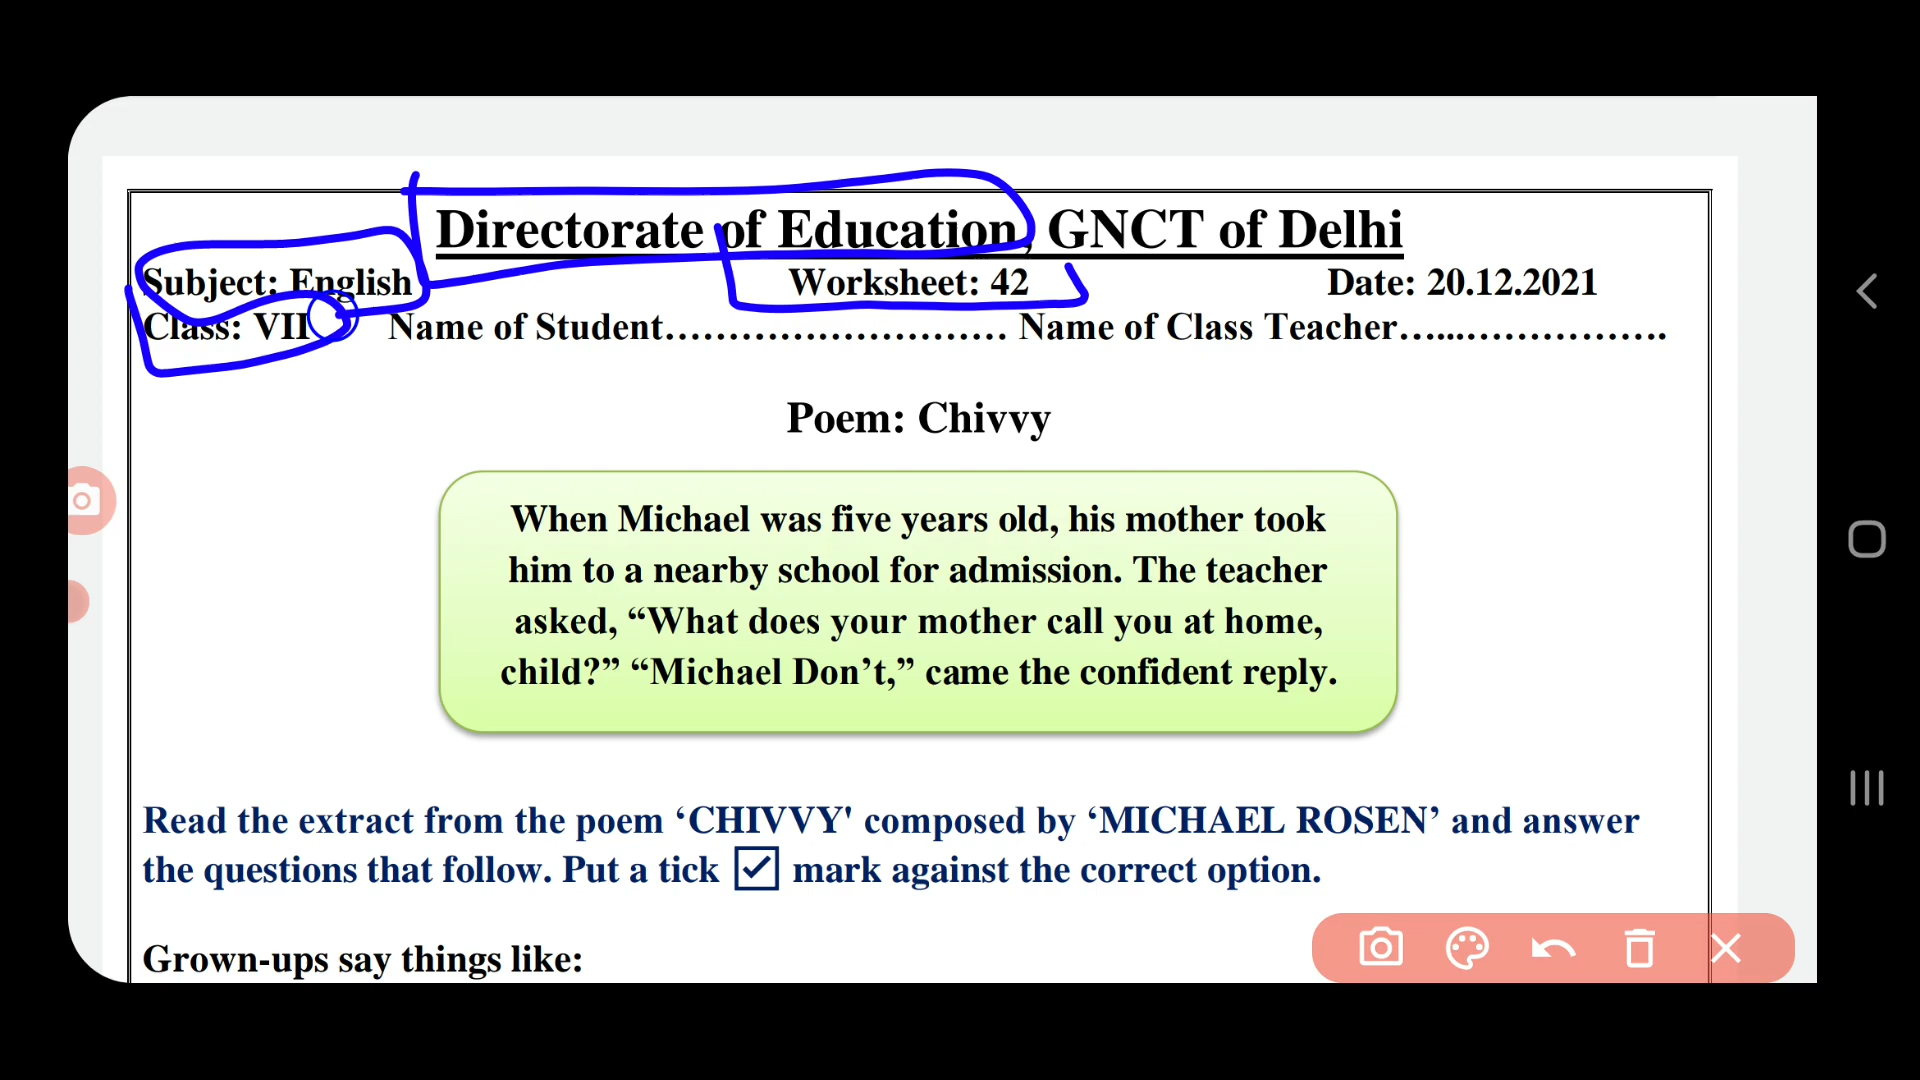 Directorate of Education, GNCT of Delhi
Subject: English Worksheet: 42 Date: 20.12.2021
Class: VII Name of Student………………………. Name of Class Teacher…...…………….
Poem: Chivvy
When Michael was five years old, his mother took
him to a nearby school for admission. The teacher
asked, “What does your mother call you at home,
child?” “Michael Don’t,” came the confident reply.
Read the extract from the poem ‘CHIVVY' composed by ‘MICHAEL ROSEN’ and answer
the questions that follow. Put a tick ☑ mark against the correct option.
Grown-ups say things like: